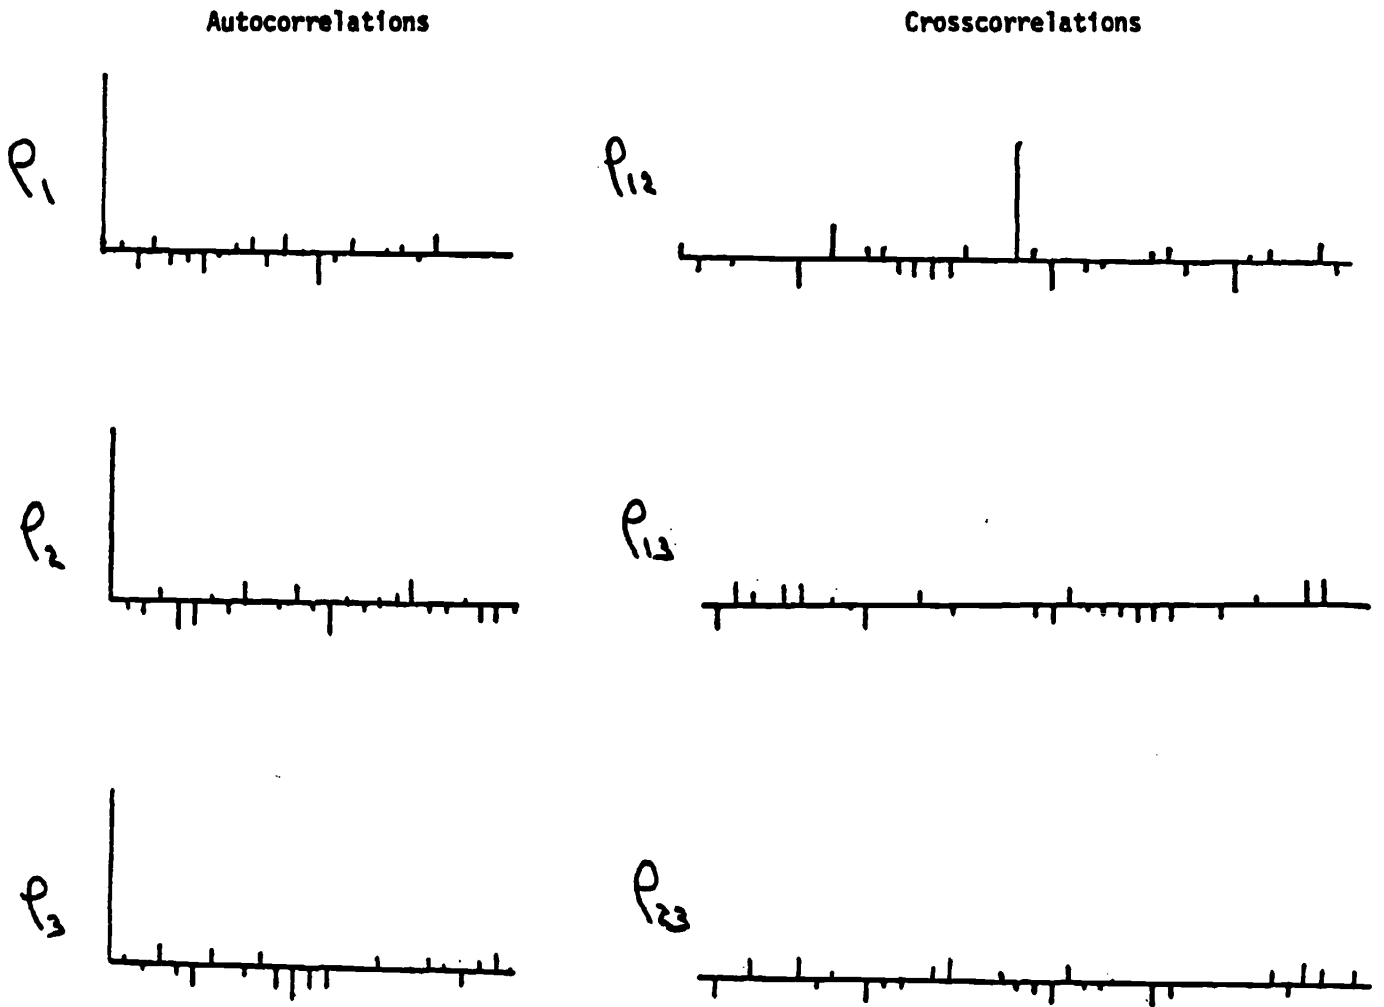 Autocorrelations
Crosscorrelations
ρ₁
ρ₁₂
ρ₂
ρ₁₃
ρ₃
ρ₂₃